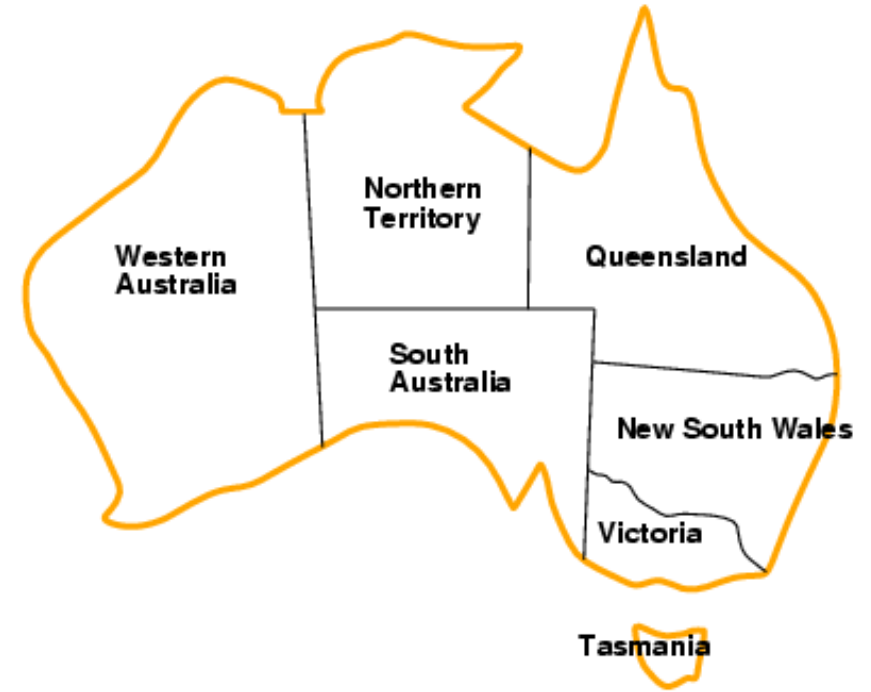 Northern
Territory
Western
Australia
Queensland
South
Australia
New South Wales
Victoria
Tasmania